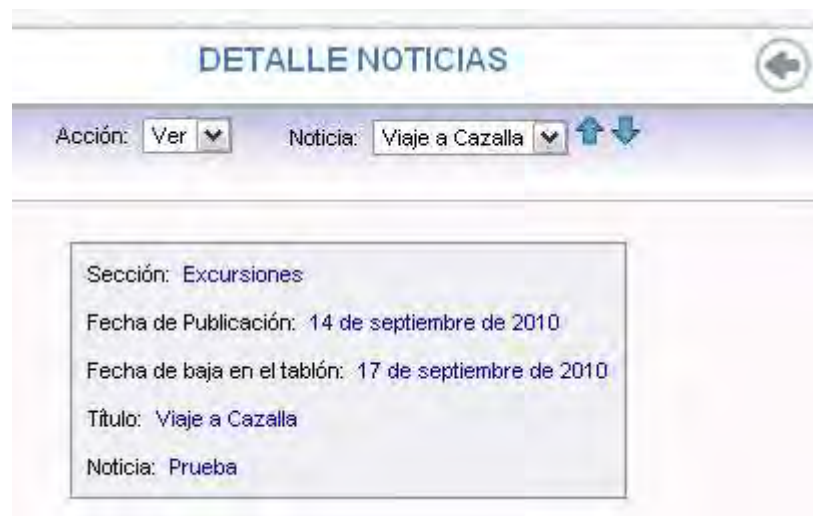 DETALLE NOTICIAS
Acción: Ver Noticia: Viaje a Cazalla
Sección: Excursiones
Fecha de Publicación: 14 de septiembre de 2010
Fecha de baja en el tablón: 17 de septiembre de 2010
Título: Viaje a Cazalla
Noticia: Prueba